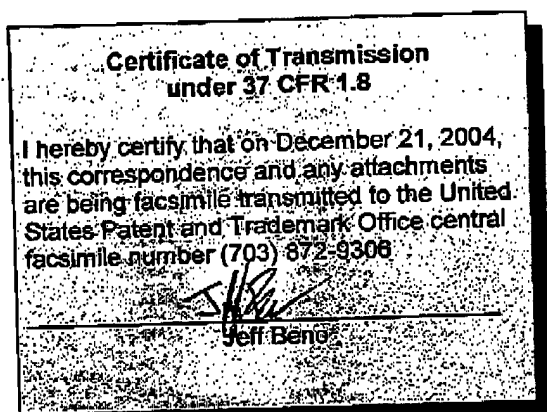 Certificate of Transmission
under 37 CFR 1.8
I hereby certify that on December 21, 2004,
this correspondence and any attachments
are being facsimile transmitted to the United
States Patent and Trademark Office central
facsimile number (703) 872-9306
Jeff Beno